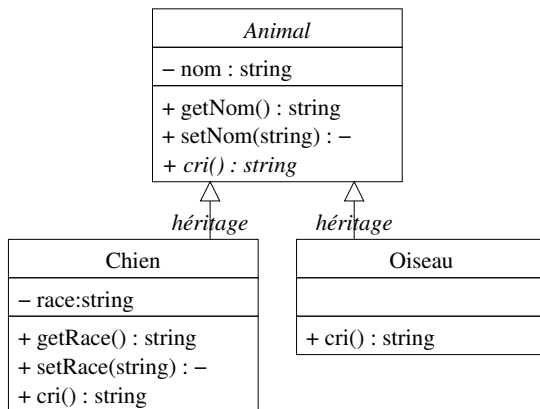 Animal
− nom : string
+ getNom() : string
+ setNom(string) : −
+ cri() : string
héritage
héritage
Chien
− race:string
+ getRace() : string
+ setRace(string) : −
+ cri() : string
Oiseau
+ cri() : string